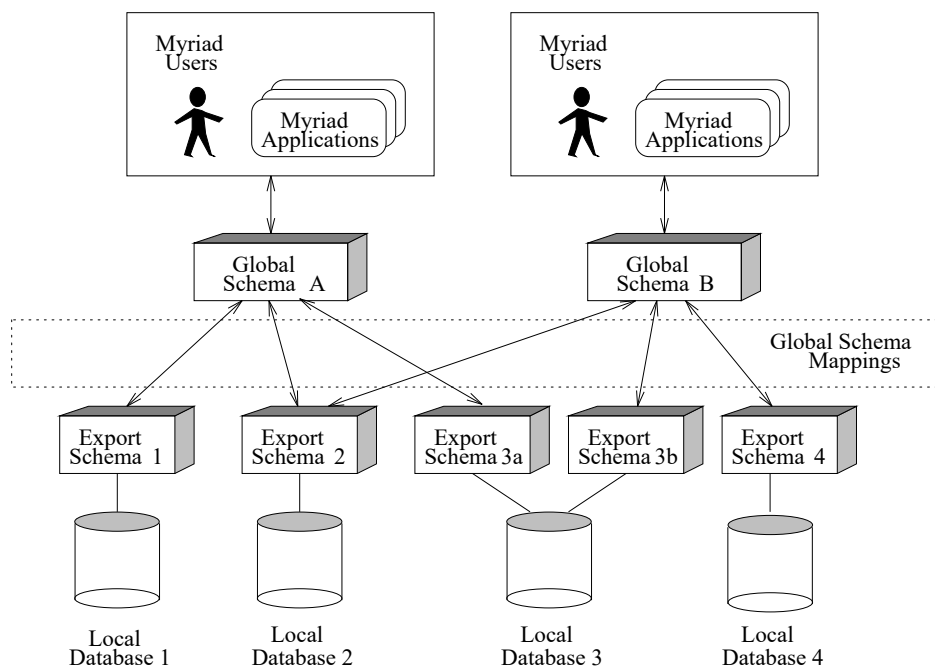 Myriad
Users
Myriad
Applications
Myriad
Users
Myriad
Applications
Global
Schema A
Global
Schema B
Global Schema
Mappings
Export
Schema 1
Export
Schema 2
Export
Schema 3a
Export
Schema 3b
Export
Schema 4
Local
Database 1
Local
Database 2
Local
Database 3
Local
Database 4